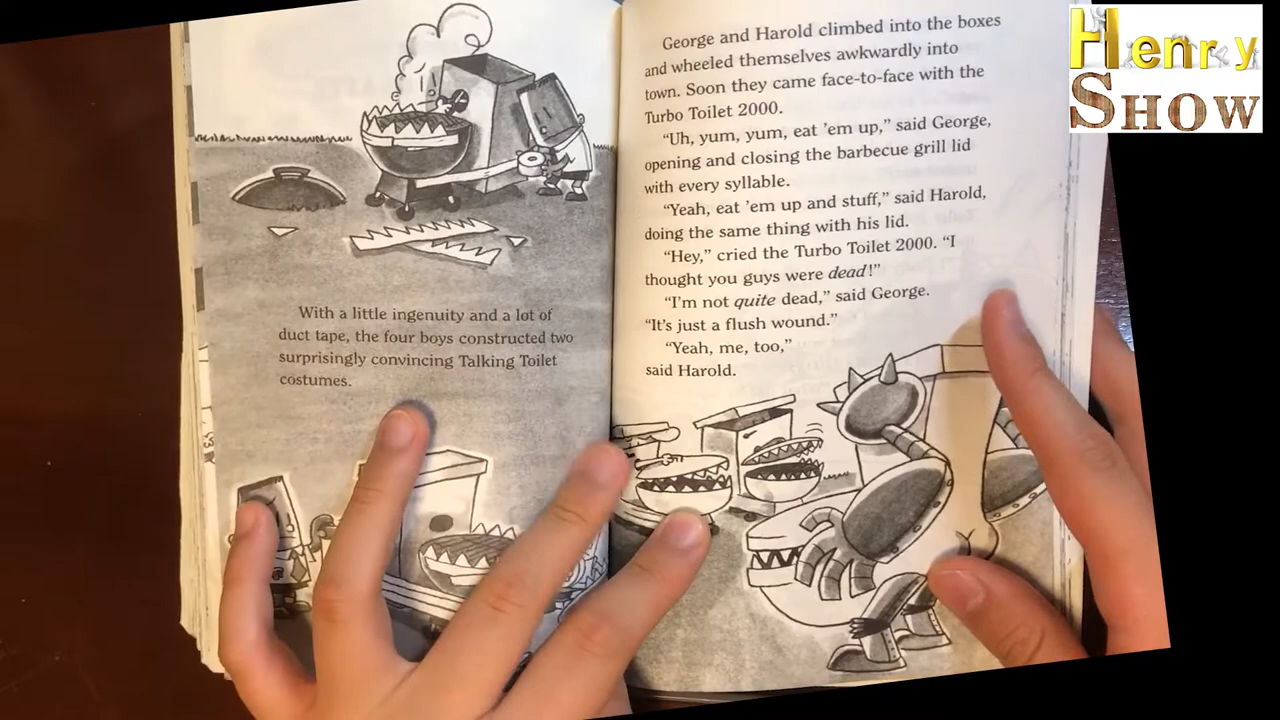 With a little ingenuity and a lot of
duct tape, the four boys constructed two
surprisingly convincing Talking Toilet
costumes.
George and Harold climbed into the boxes
and wheeled themselves awkwardly into
town. Soon they came face-to-face with the
Turbo Toilet 2000.
“Uh, yum, yum, eat ’em up,” said George,
opening and closing the barbecue grill lid
with every syllable.
“Yeah, eat ’em up and stuff,” said Harold,
doing the same thing with his lid.
“Hey,” cried the Turbo Toilet 2000. “I
thought you guys were dead!”
“I’m not quite dead,” said George.
“It’s just a flush wound.”
“Yeah, me, too,”
said Harold.
Henry
SHOW